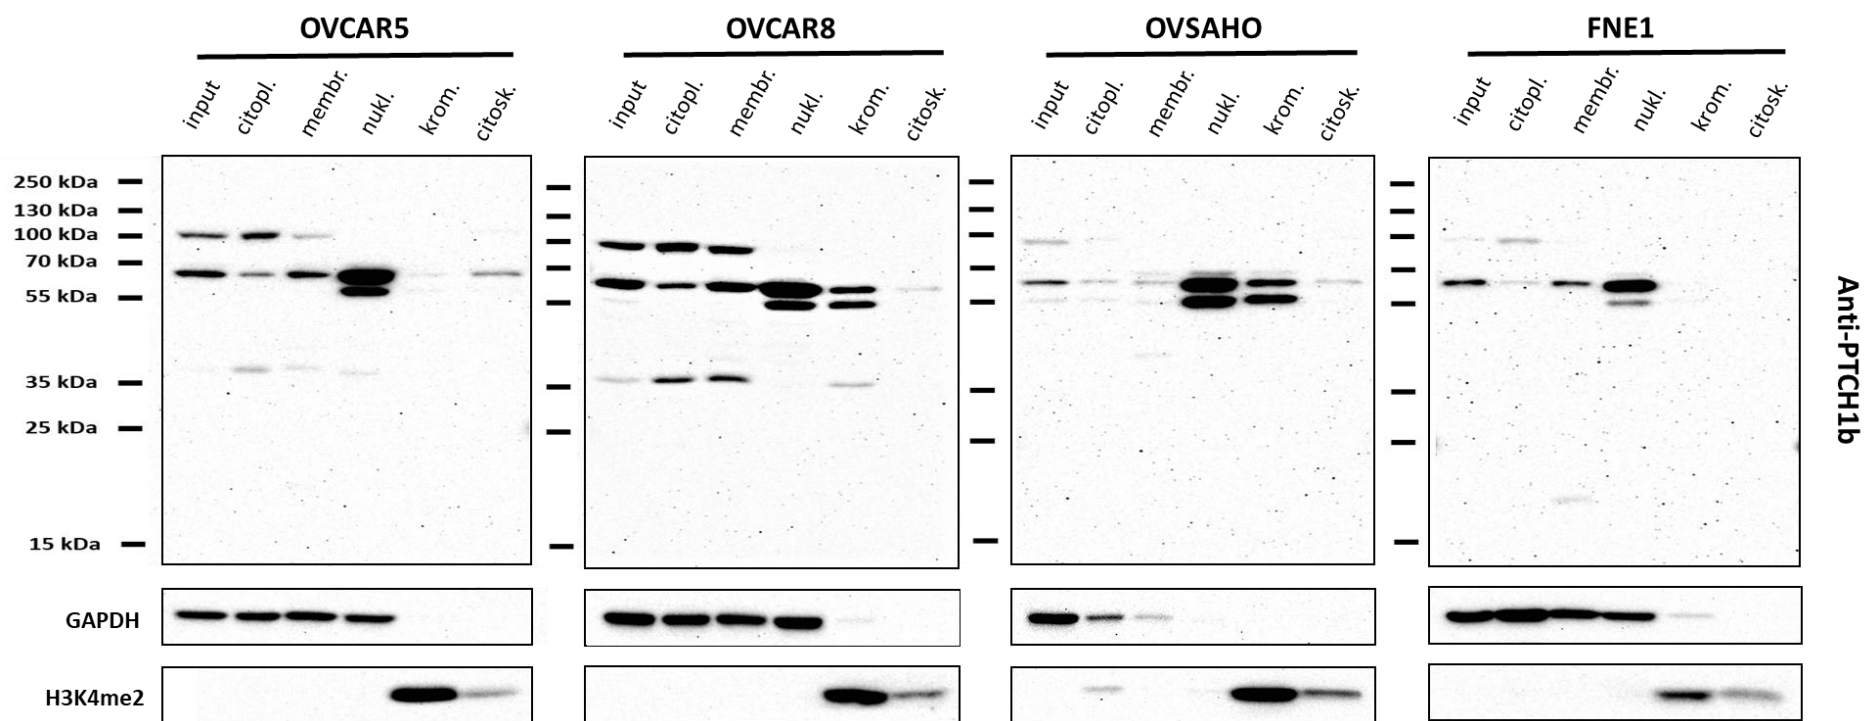 OVCAR5 OVCAR8 OVSAHO FNE1
input citopl. membr. nukl. krom. citosk. input citopl. membr. nukl. krom. citosk. input citopl. membr. nukl. krom. citosk. input citopl. membr. nukl. krom. citosk.
250 kDa
130 kDa
100 kDa
70 kDa
55 kDa
35 kDa
25 kDa
15 kDa
Anti-PTCH1b
GAPDH
H3K4me2